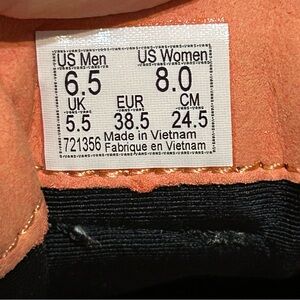 US Men US Women
6.5 8.0
UK EUR CM
5.5 38.5 24.5
Made in Vietnam
721356 Fabrique en Vietnam